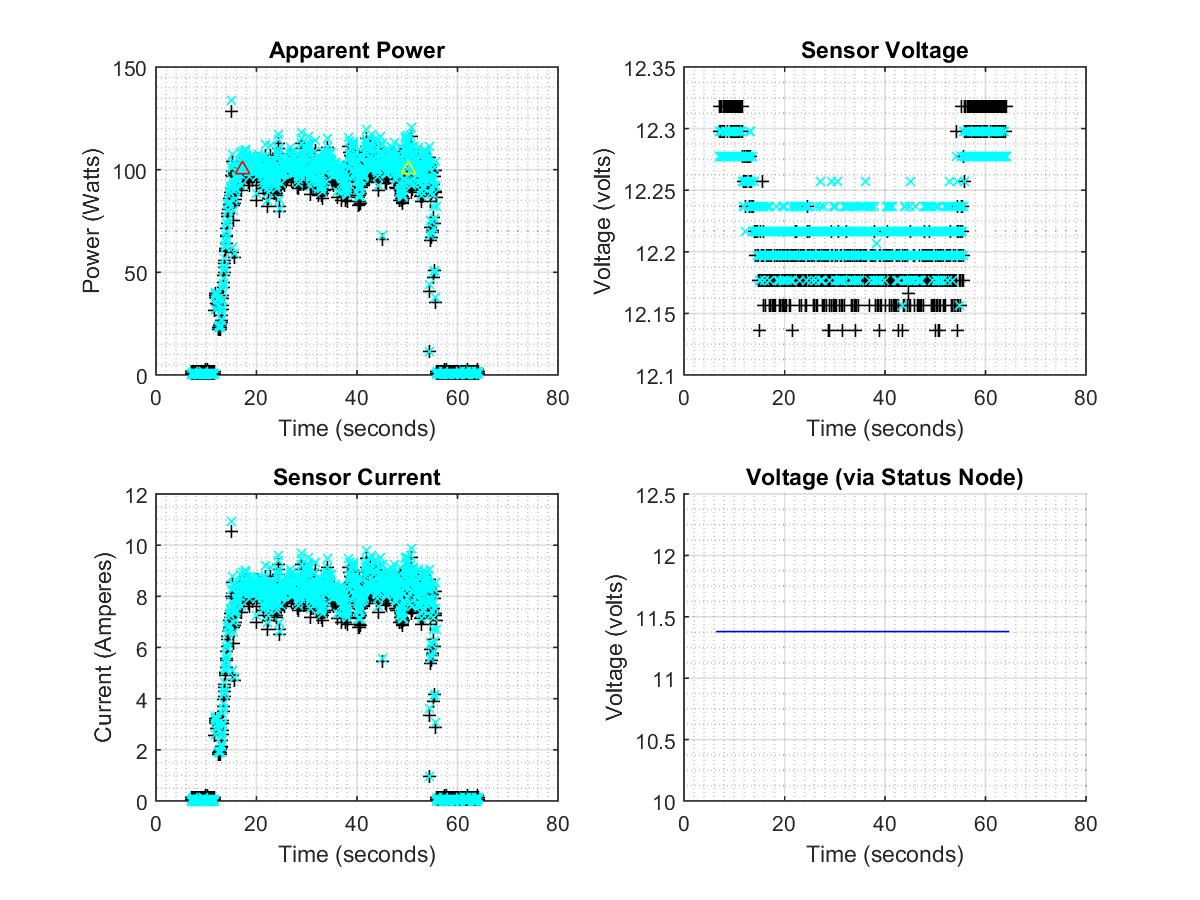 Apparent Power
150
100
50
0
0 20 40 60 80
Power (Watts)
Time (seconds)
Sensor Voltage
12.35
12.3
12.25
12.2
12.15
12.1
0 20 40 60 80
Voltage (volts)
Time (seconds)
Sensor Current
12
10
8
6
4
2
0
0 20 40 60 80
Current (Amperes)
Time (seconds)
Voltage (via Status Node)
12.5
12
11.5
11
10.5
10
0 20 40 60 80
Voltage (volts)
Time (seconds)